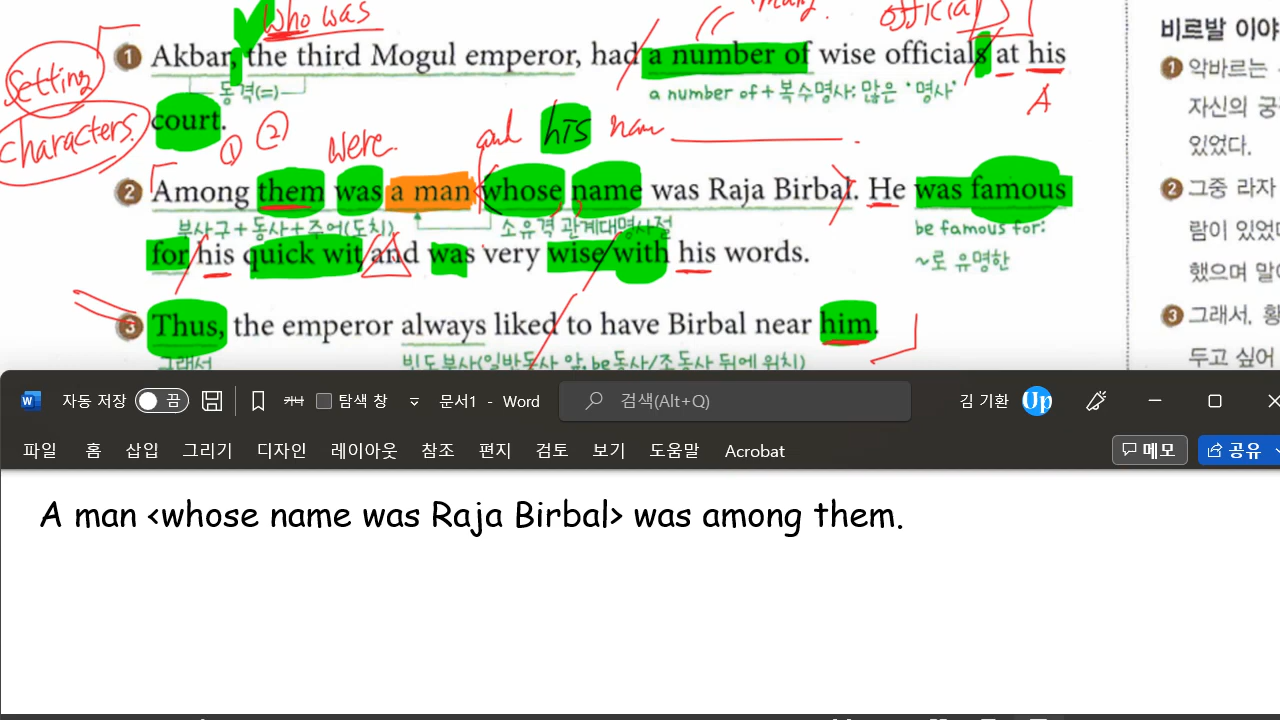 who was
officials
❶ Akbar, the third Mogul emperor, had a number of wise officials at his
비르발 이야
Setting
동격(=)
a number of + 복수명사: 많은 '명사'
A
❶ 악바르는
characters.
court.
자신의 궁
① ② were. and his name
있었다.
❷ Among them was a man whose name was Raja Birbal. He was famous
❷ 그중 라자
부사구+동사+주어(도치)
소유격 관계대명사절
be famous for:
람이 있었다
for his quick wit and was very wise with his words.
~로 유명한
했으며 말이
❸ Thus, the emperor always liked to have Birbal near him.
❸ 그래서, 황
그래서
빈도부사(일반동사 앞, be동사/조동사 뒤에 위치)
두고 싶어
자동 저장 끔 탐색 창 문서1 - Word 검색(Alt+Q) 김 기환 Up
파일 홈 삽입 그리기 디자인 레이아웃 참조 편지 검토 보기 도움말 Acrobat 메모 공유
A man <whose name was Raja Birbal> was among them.